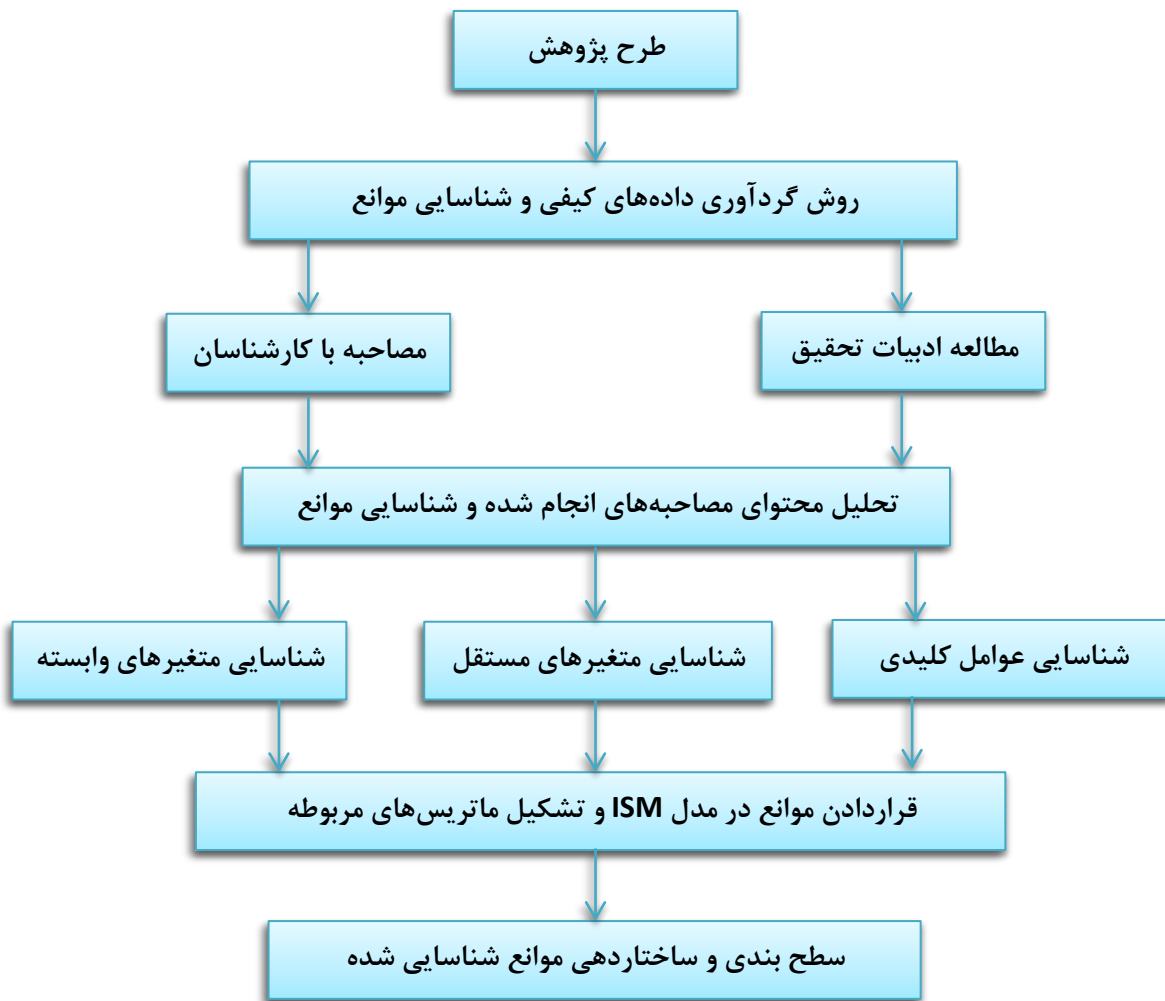 طرح پژوهش
روش گردآوری داده‌های کیفی و شناسایی موانع
مطالعه ادبیات تحقیق
مصاحبه با کارشناسان
تحلیل محتوای مصاحبه‌های انجام شده و شناسایی موانع
شناسایی عوامل کلیدی
شناسایی متغیرهای مستقل
شناسایی متغیرهای وابسته
قراردادن موانع در مدل ISM و تشکیل ماتریس‌های مربوطه
سطح بندی و ساختاردهی موانع شناسایی شده